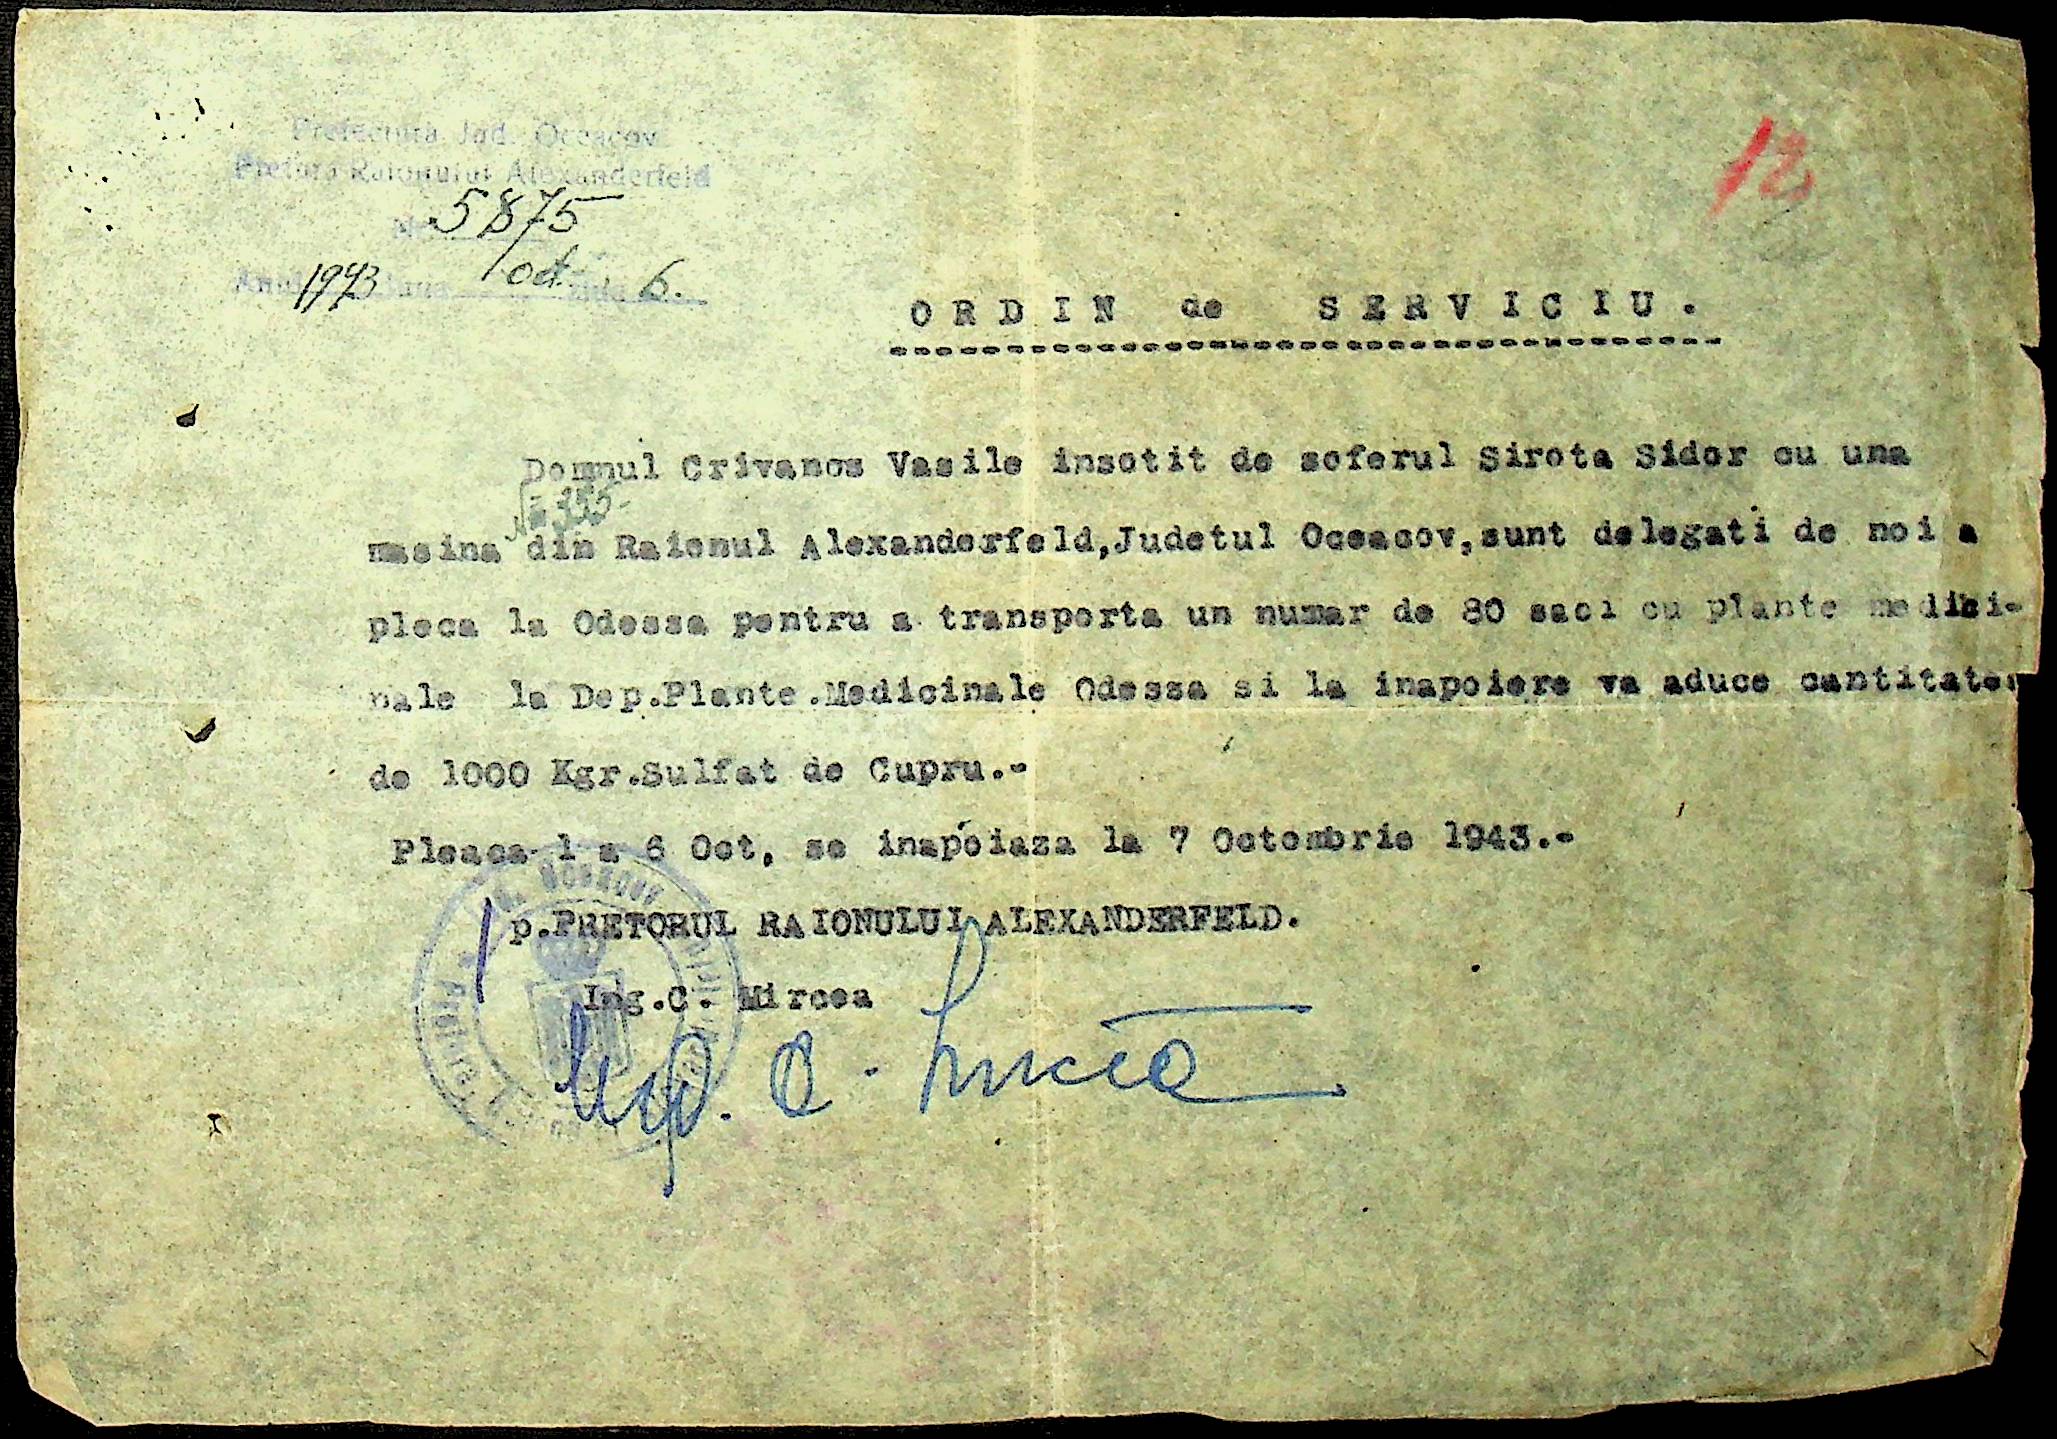 Prefectura Jud. Oceacov
Pretura Raionului Alexanderfeld
No 5875
Anul 1943 luna oct. ziua 6.
12
ORDIN de SERVICIU.
Domnul Crivanos Vasile insotit de soferul Sirota Sidor cu una
№ 385
masina din Raionul Alexanderfeld,Judetul Oceacov,sunt delegati de noi a
pleca la Odessa pentru a transporta un numar de 80 saci cu plante medici-
nale la Dep.Plante.Medicinale Odessa si la inapoiere va aduce cantitatea
de 1000 Kgr.Sulfat de Cupru.-
Pleaca l a 6 Oct, se inapoiaza la 7 Octombrie 1943.-
p.PRETORUL RAIONULUI ALEXANDERFELD.
Ing.C. Mircea
Ing. C. Mircea